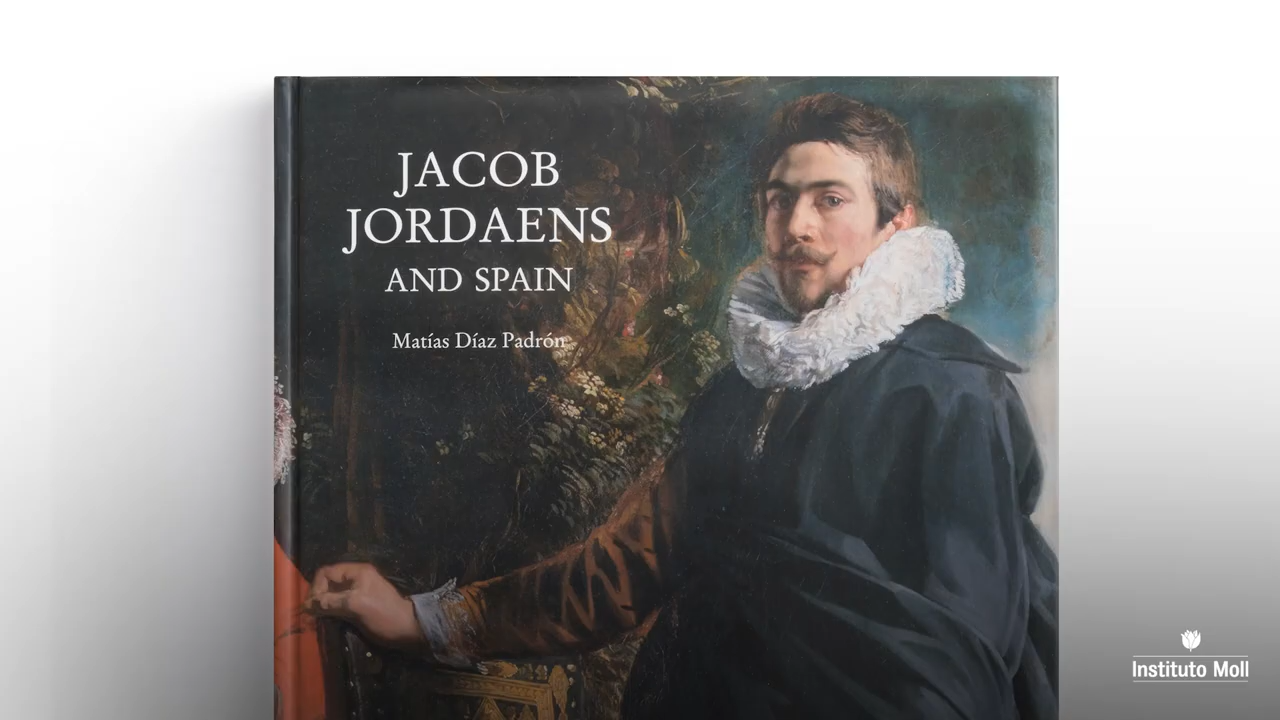 JACOB
JORDAENS
AND SPAIN
Matías Díaz Padrón
Instituto Moll